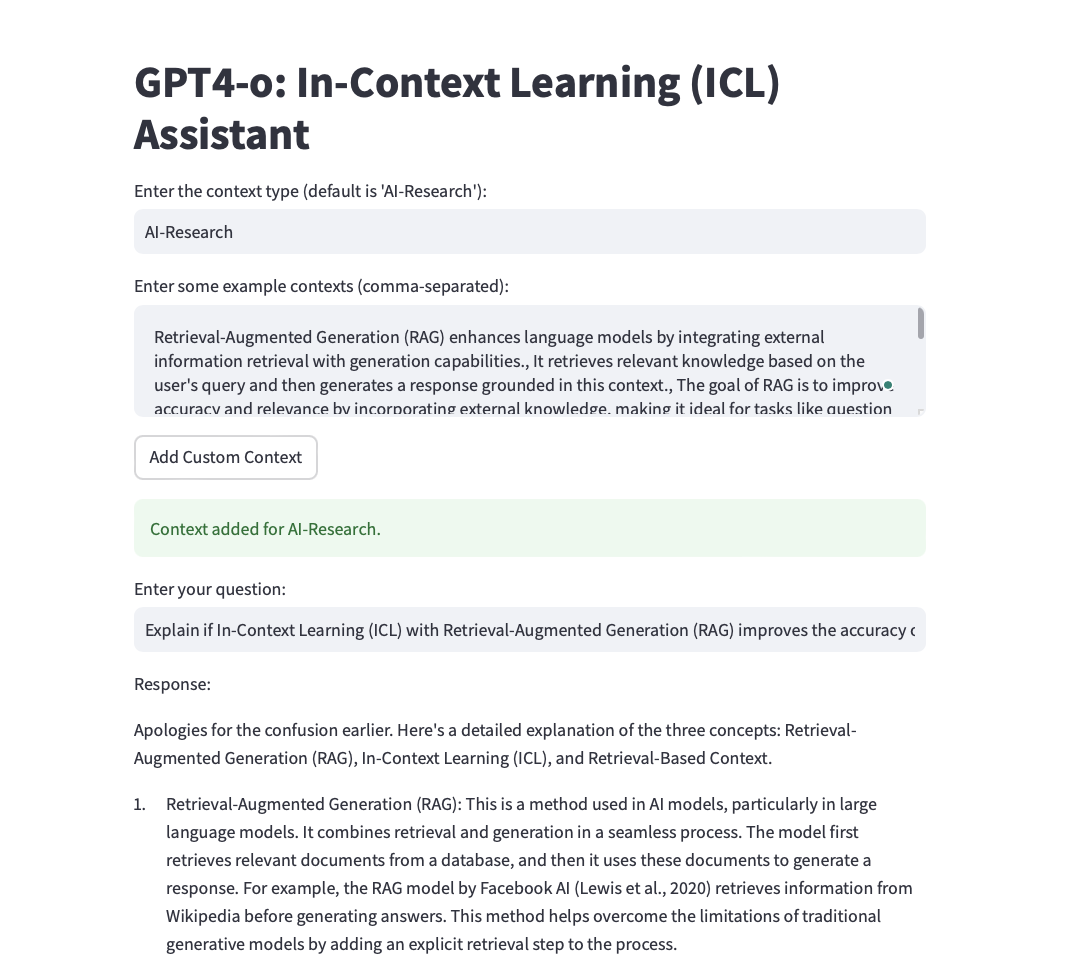 GPT4-o: In-Context Learning (ICL)
Assistant
Enter the context type (default is 'AI-Research'):
AI-Research
Enter some example contexts (comma-separated):
Retrieval-Augmented Generation (RAG) enhances language models by integrating external
information retrieval with generation capabilities., It retrieves relevant knowledge based on the
user's query and then generates a response grounded in this context., The goal of RAG is to improve
accuracy and relevance by incorporating external knowledge, making it ideal for tasks like question
Add Custom Context
Context added for AI-Research.
Enter your question:
Explain if In-Context Learning (ICL) with Retrieval-Augmented Generation (RAG) improves the accuracy
Response:
Apologies for the confusion earlier. Here's a detailed explanation of the three concepts: Retrieval-
Augmented Generation (RAG), In-Context Learning (ICL), and Retrieval-Based Context.
1. Retrieval-Augmented Generation (RAG): This is a method used in AI models, particularly in large
language models. It combines retrieval and generation in a seamless process. The model first
retrieves relevant documents from a database, and then it uses these documents to generate a
response. For example, the RAG model by Facebook AI (Lewis et al., 2020) retrieves information from
Wikipedia before generating answers. This method helps overcome the limitations of traditional
generative models by adding an explicit retrieval step to the process.